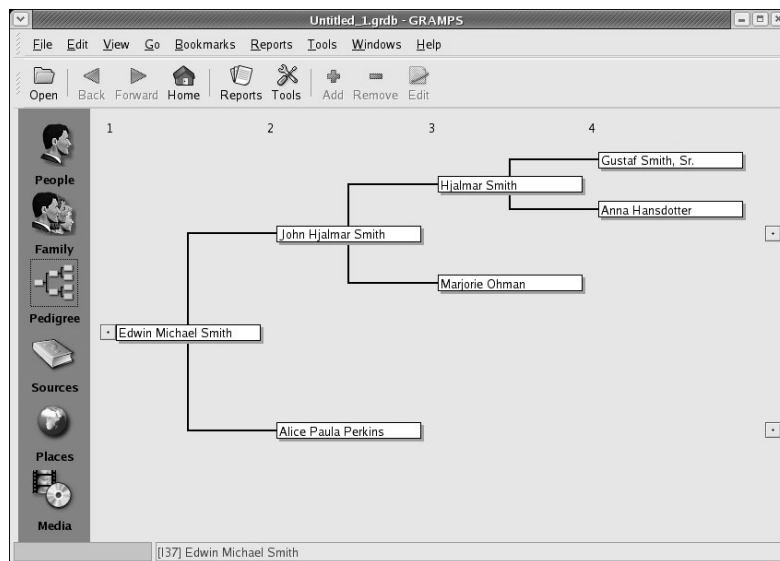 Untitled_1.grdb - GRAMPS
File Edit View Go Bookmarks Reports Tools Windows Help
Open Back Forward Home Reports Tools Add Remove Edit
People
Family
Pedigree
Sources
Places
Media
1 2 3 4
Gustaf Smith, Sr.
Hjalmar Smith
Anna Hansdotter
John Hjalmar Smith
Marjorie Ohman
Edwin Michael Smith
Alice Paula Perkins
[I37] Edwin Michael Smith